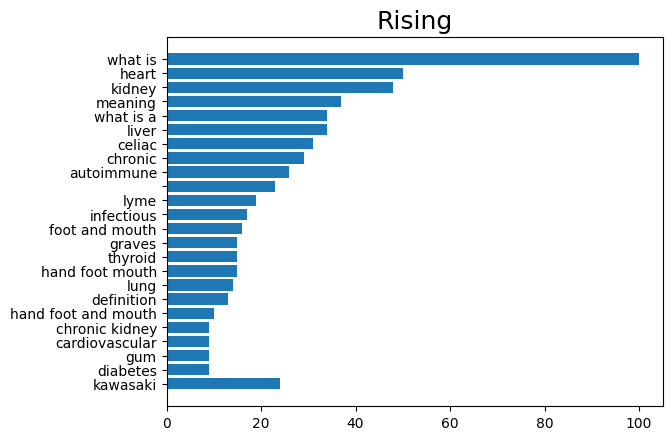 Rising
what is
heart
kidney
meaning
what is a
liver
celiac
chronic
autoimmune
lyme
infectious
foot and mouth
graves
thyroid
hand foot mouth
lung
definition
hand foot and mouth
chronic kidney
cardiovascular
gum
diabetes
kawasaki
0 20 40 60 80 100